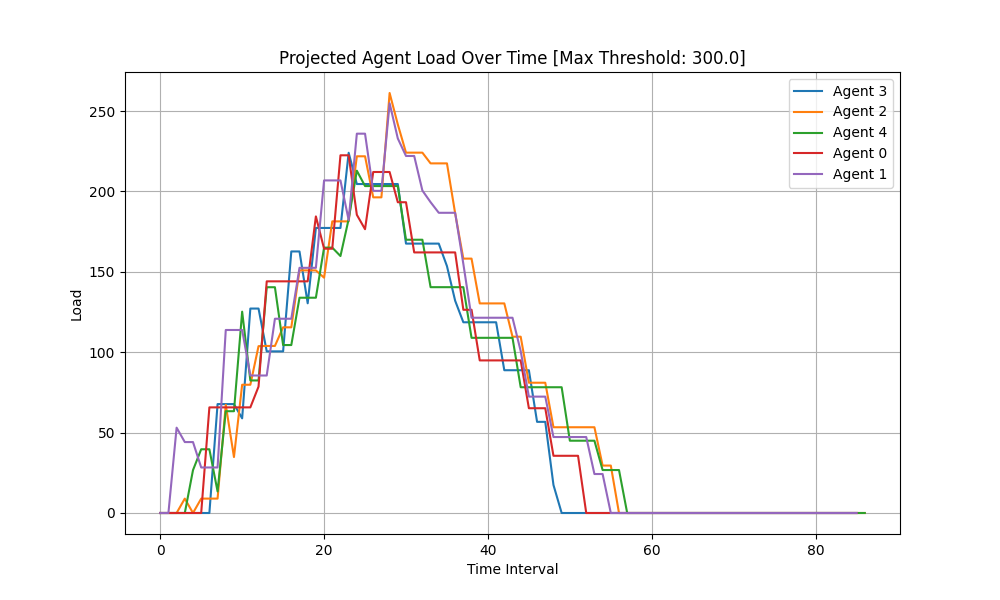 Projected Agent Load Over Time [Max Threshold: 300.0]
Load
250
200
150
100
50
0
Agent 3
Agent 2
Agent 4
Agent 0
Agent 1
0 20 40 60 80
Time Interval